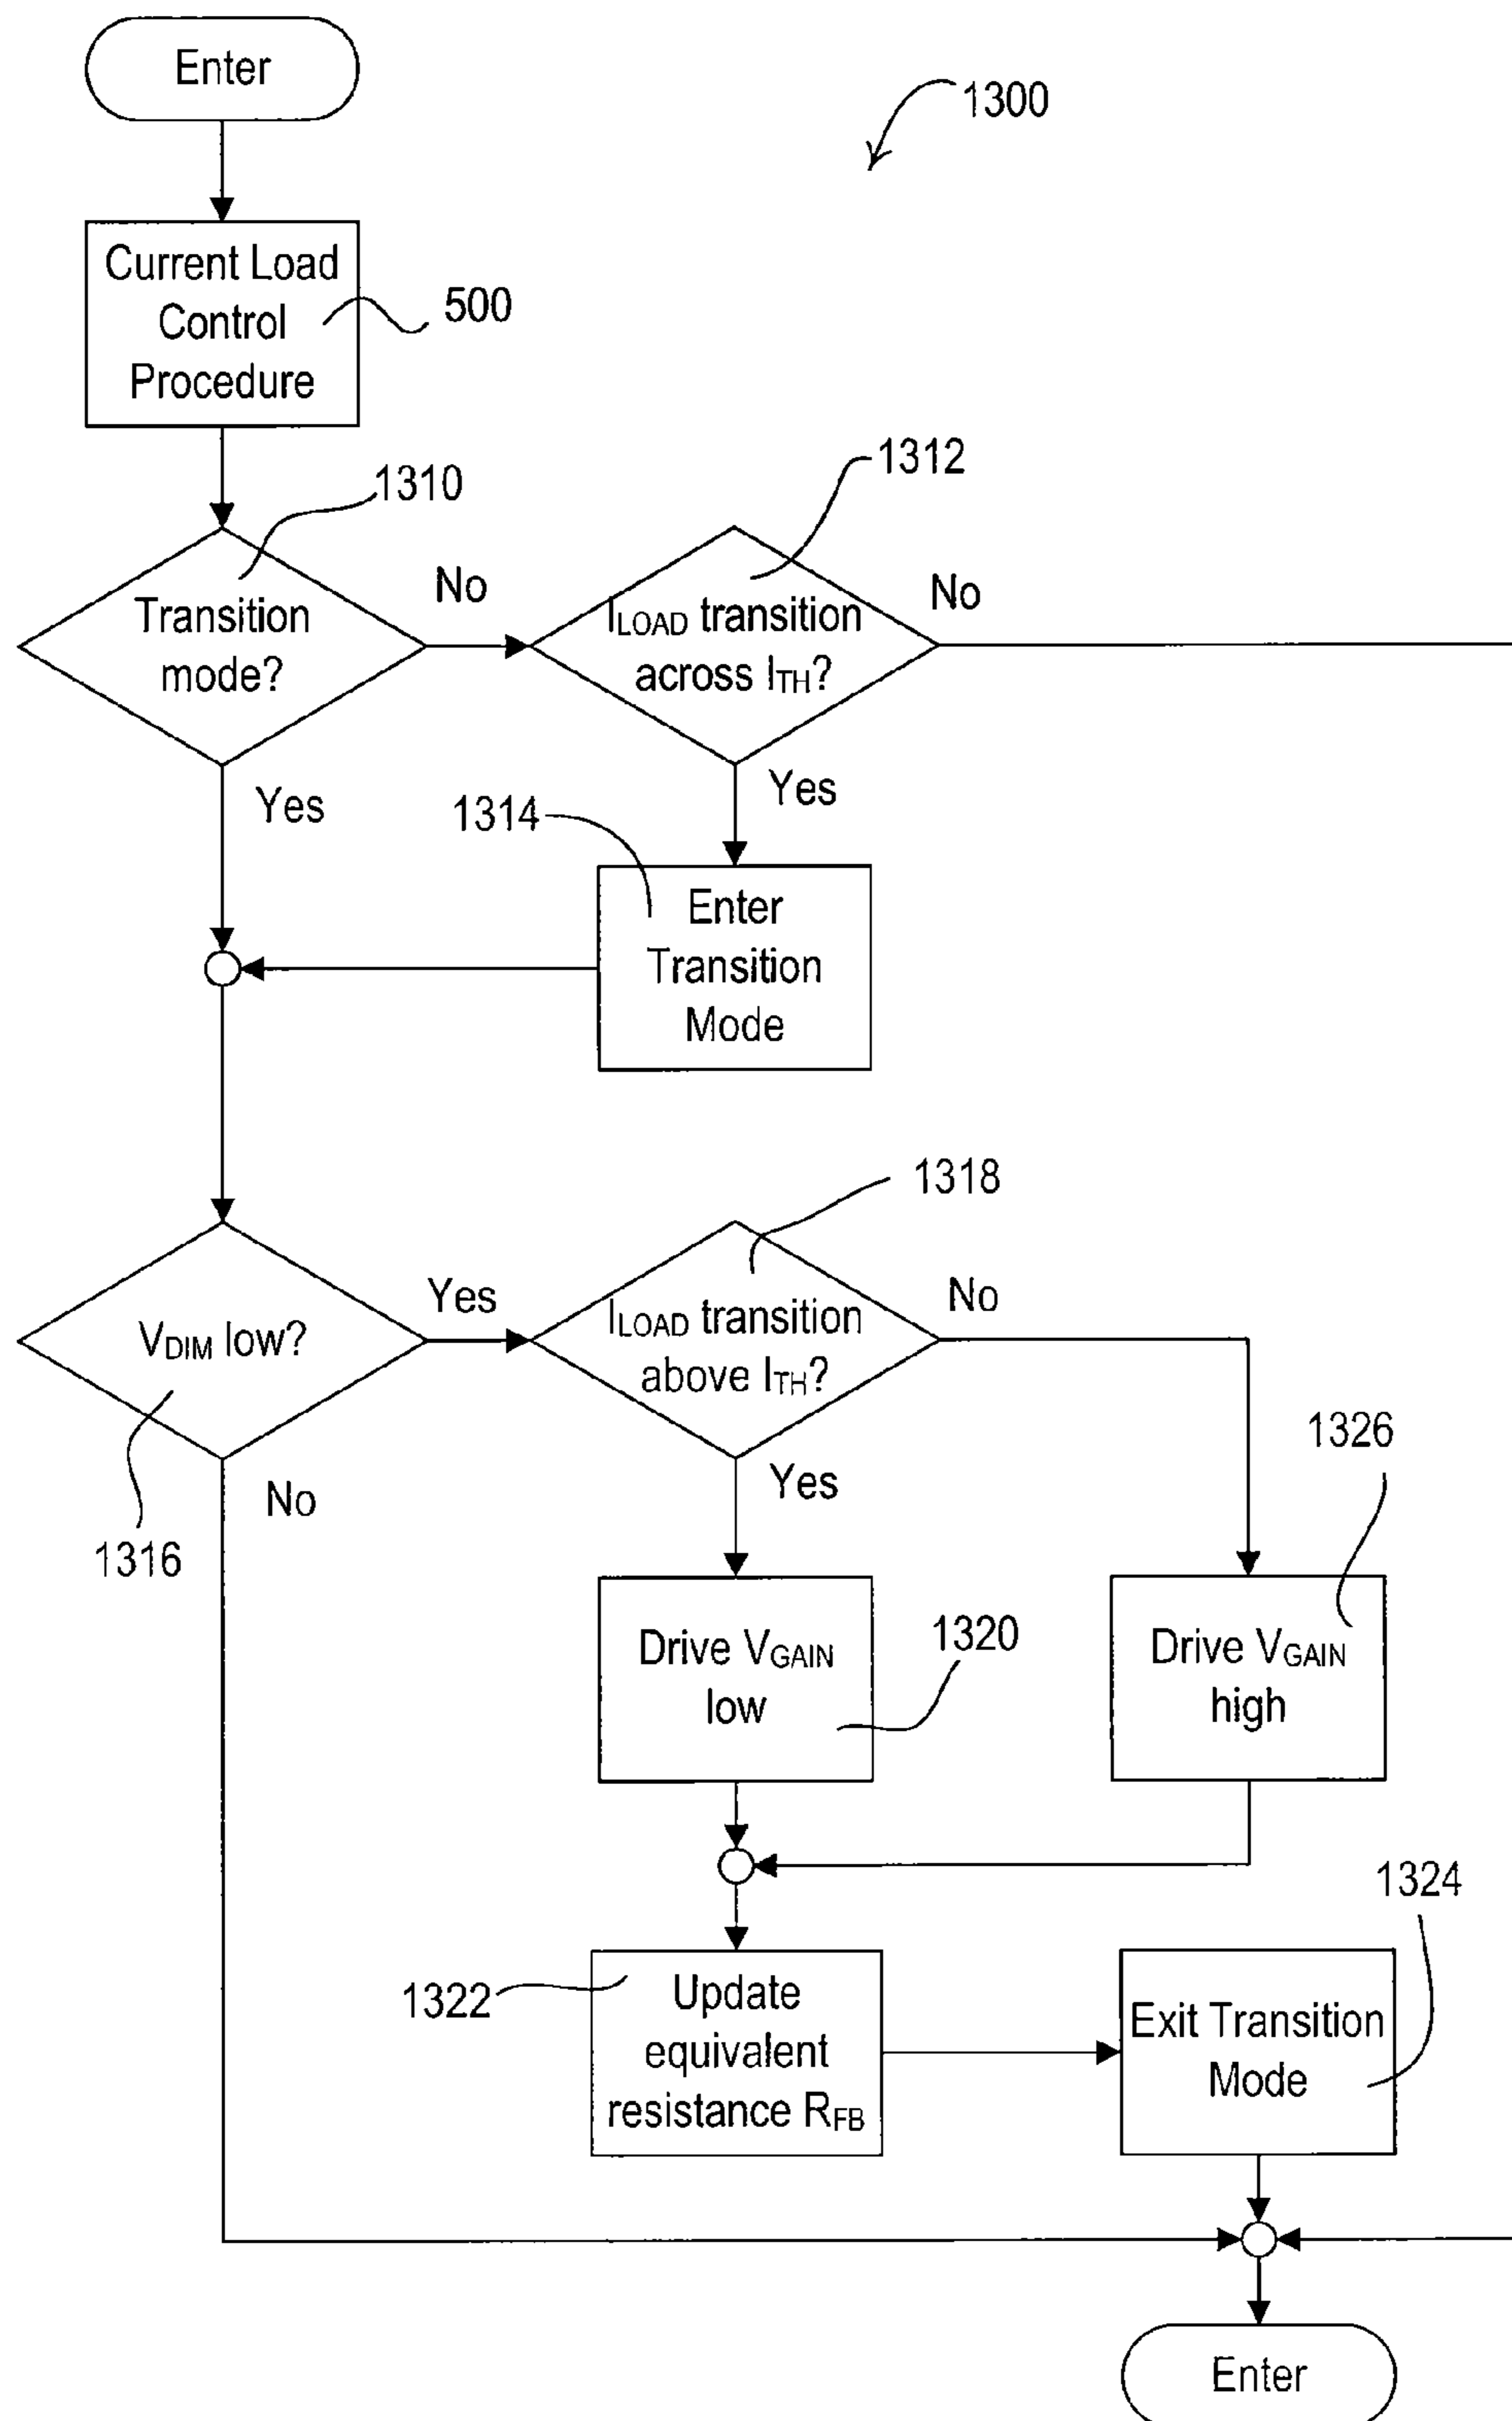 Enter
1300
Current Load
Control
Procedure
500
1310
1312
Transition
mode?
No
ILOAD transition
across ITH?
No
Yes
Yes
1314
Enter
Transition
Mode
1318
VDIM low?
Yes
ILOAD transition
above ITH?
No
1316
No
Yes
1326
Drive VGAIN
low
1320
Drive VGAIN
high
1324
1322
Update
equivalent
resistance RFB
Exit Transition
Mode
Enter